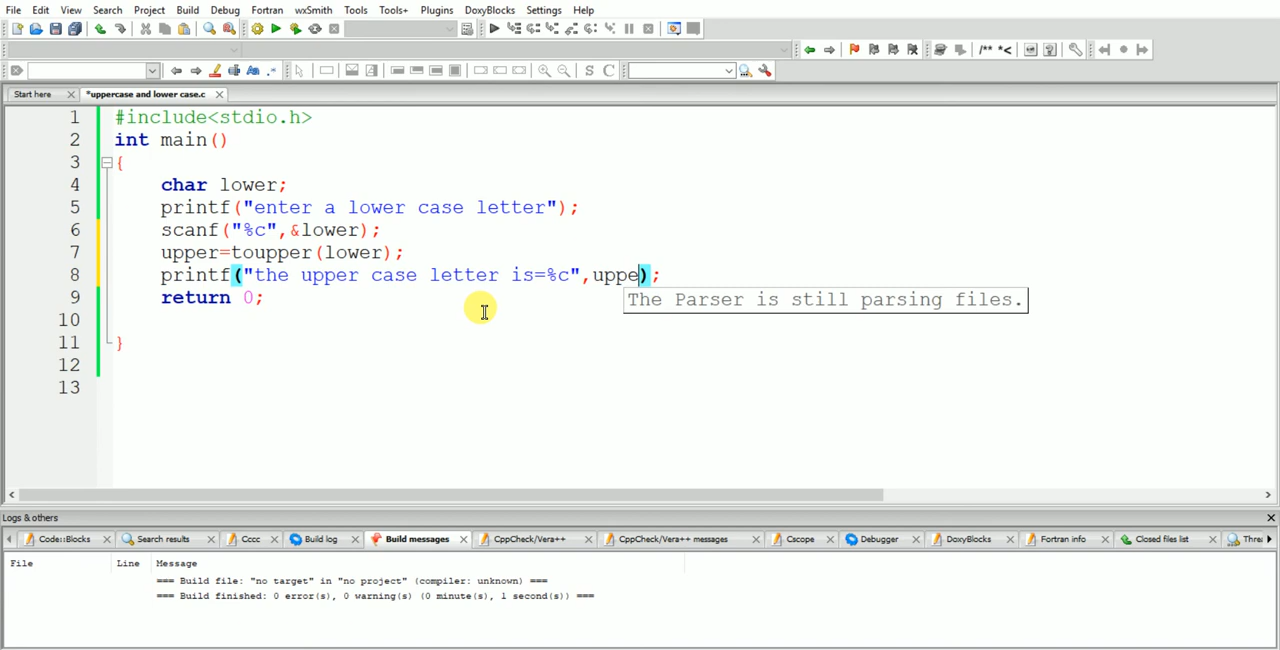 File Edit View Search Project Build Debug Fortran wxSmith Tools Tools+ Plugins DoxyBlocks Settings Help
/** *<
S C
Start here *uppercase and lower case.c
1 #include<stdio.h>
2 int main()
3 {
4 char lower;
5 printf("enter a lower case letter");
6 scanf("%c",&lower);
7 upper=toupper(lower);
8 printf("the upper case letter is=%c",uppe);
9 return 0;
The Parser is still parsing files.
10
11 }
12
13
Logs & others
Code::Blocks Search results Cccc Build log Build messages CppCheck/Vera++ CppCheck/Vera++ messages Cscope Debugger DoxyBlocks Fortran info Closed files list Threa
File Line Message
=== Build file: "no target" in "no project" (compiler: unknown) ===
=== Build finished: 0 error(s), 0 warning(s) (0 minute(s), 1 second(s)) ===